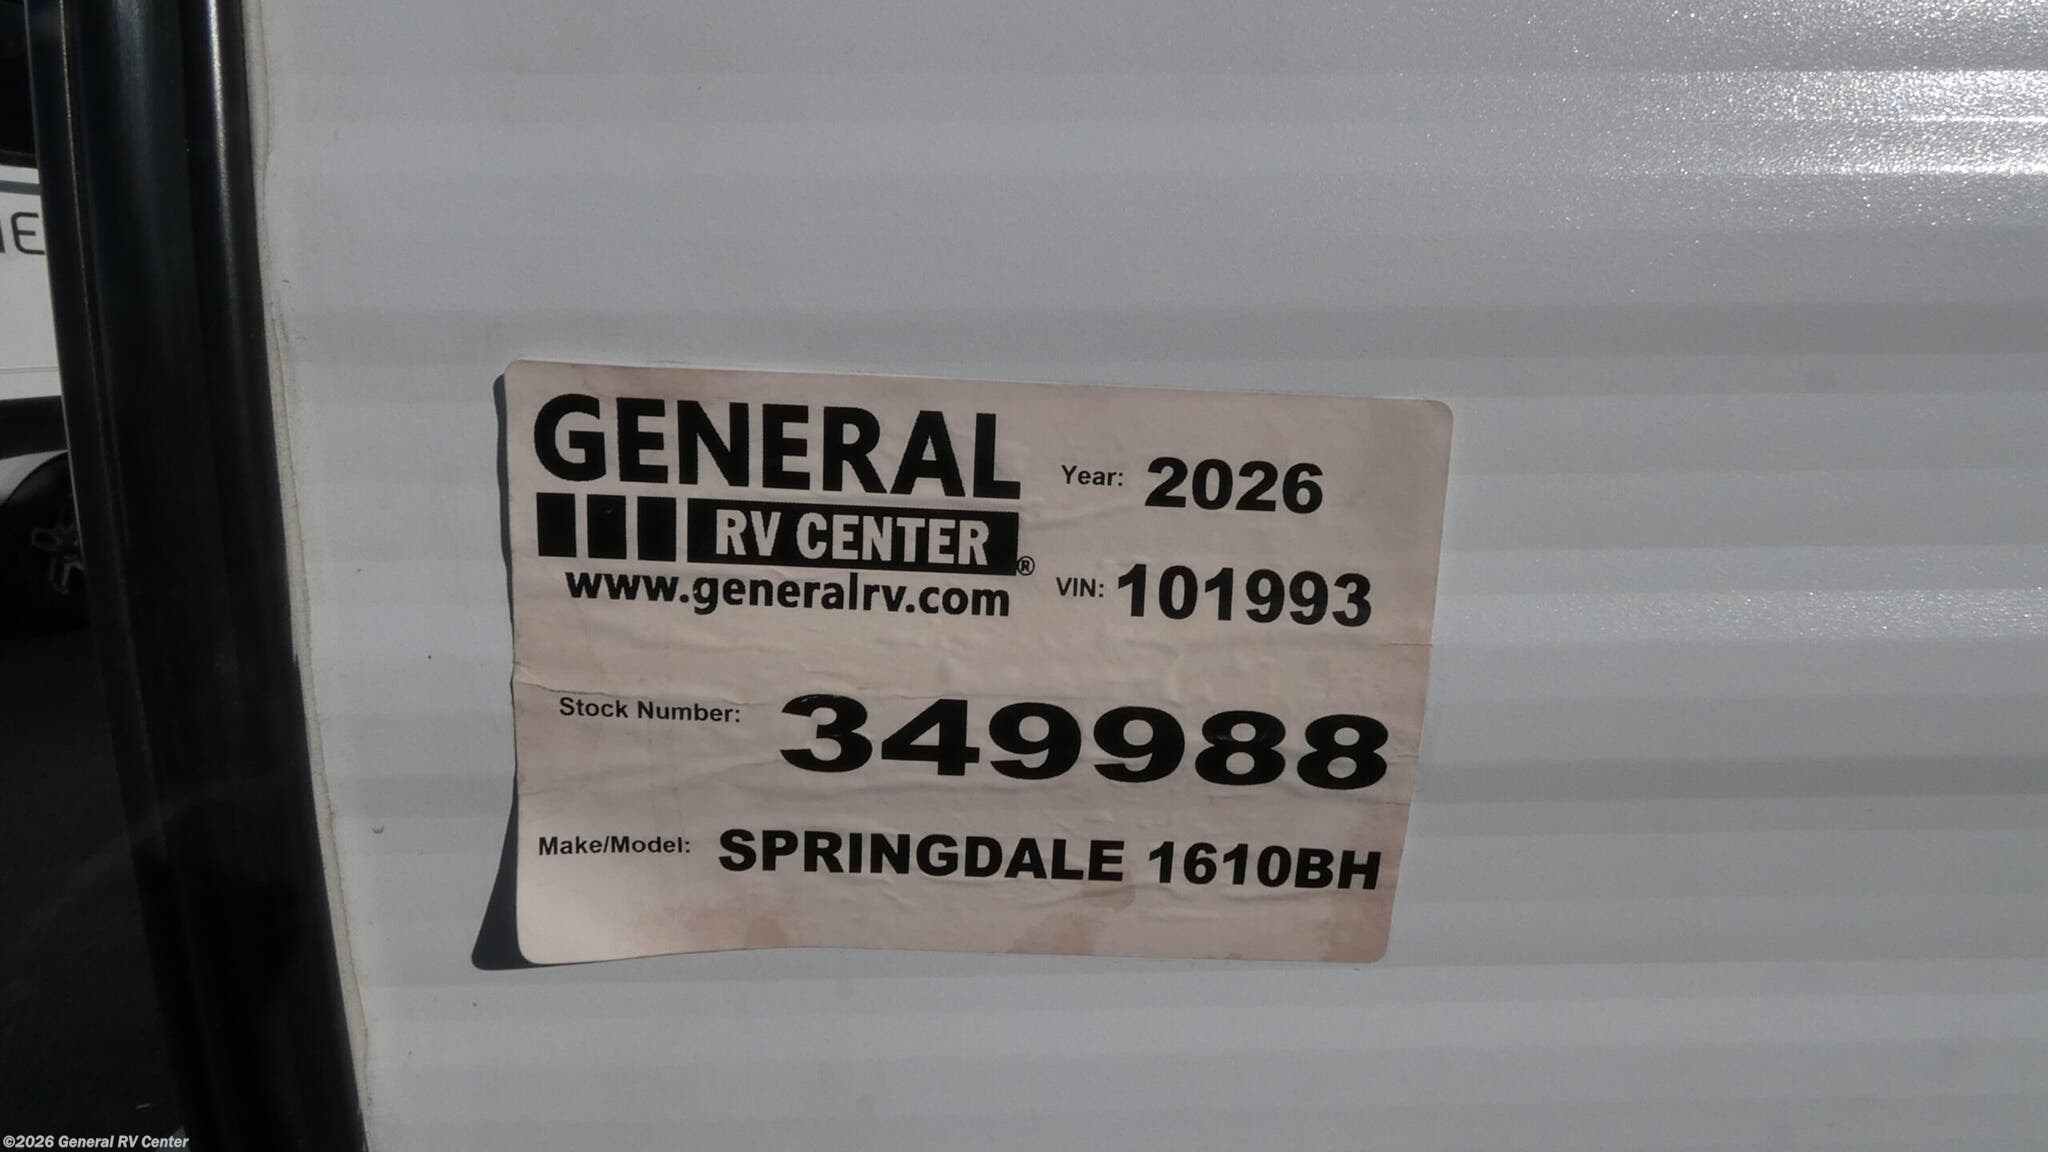 GENERAL
RV CENTER®
www.generalrv.com
Year: 2026
VIN: 101993
Stock Number: 349988
Make/Model: SPRINGDALE 1610BH
©2026 General RV Center